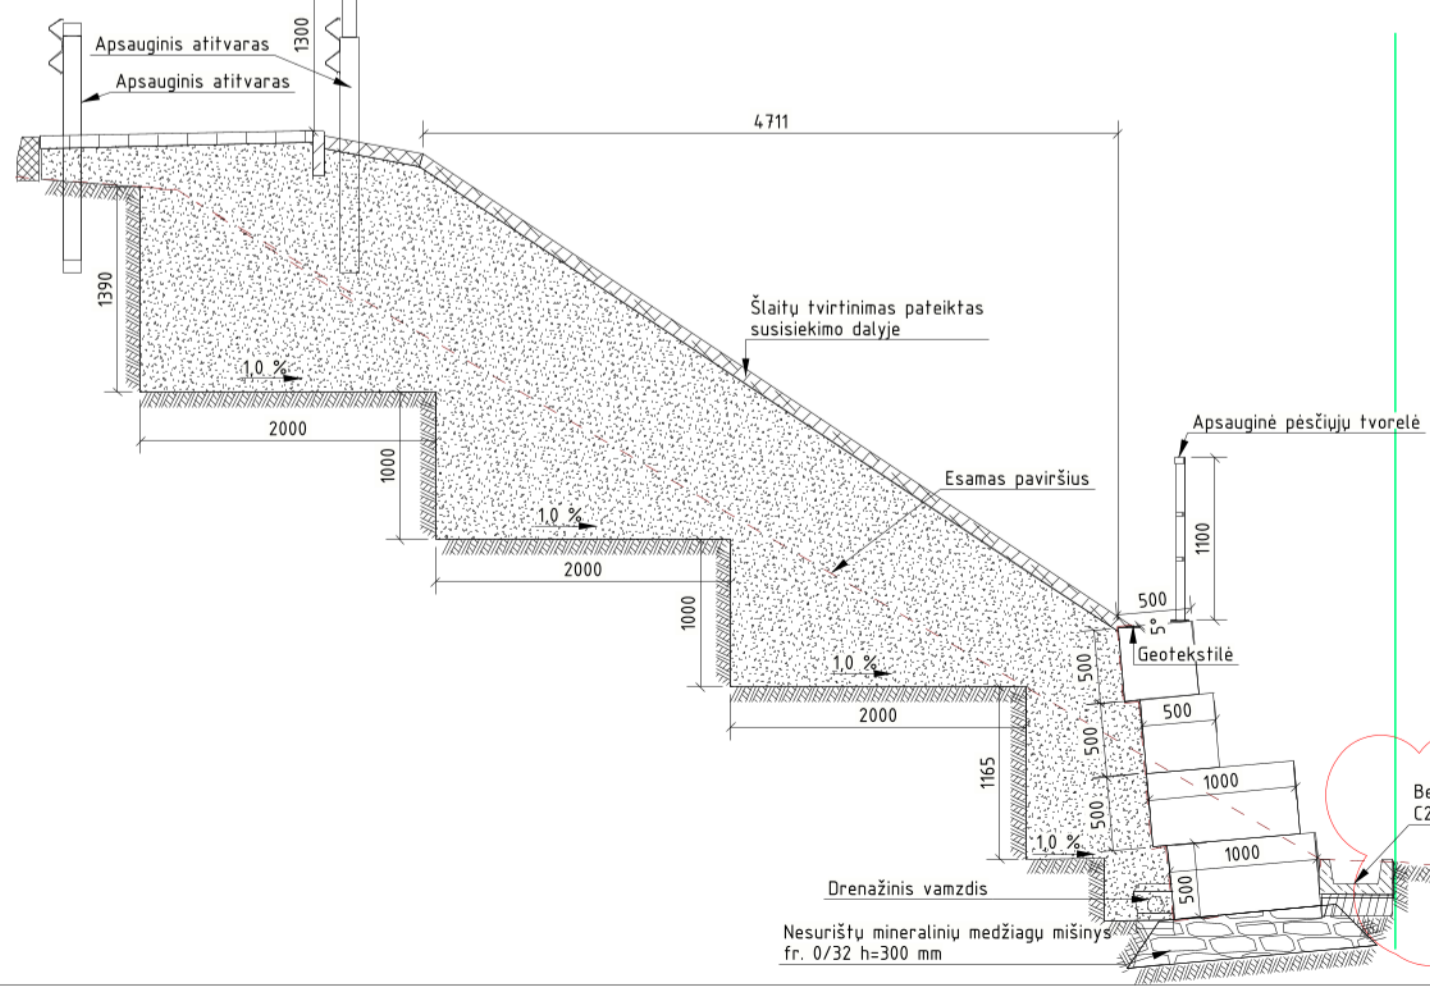 1300
Apsauginis atitvaras
Apsauginis atitvaras
4711
1390
Šlaitų tvirtinimas pateiktas
susisiekimo dalyje
1,0 %
2000
1000
Apsauginė pėsčiųjų tvorelė
Esamas paviršius
1,0 %
2000
1100
1000
500
5°
Geotekstilė
1,0 %
500
2000
500
500
1165
1000
Be
C2
500
1,0 %
1000
500
Drenažinis vamzdis
Nesurištų mineralinių medžiagų mišinys
fr. 0/32 h=300 mm